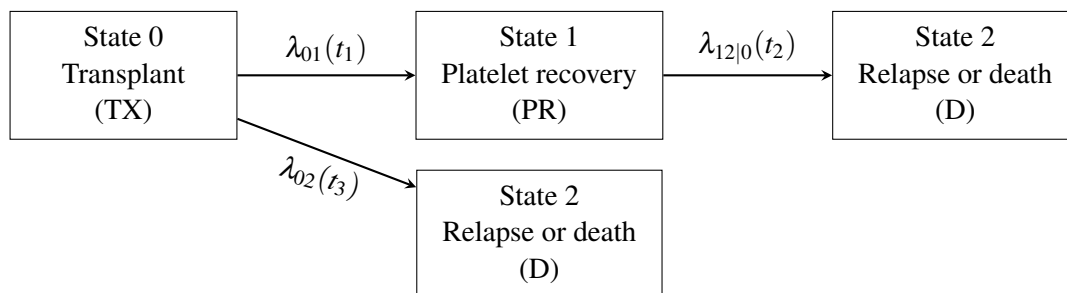 State 0
Transplant
(TX)
λ01(t1)
State 1
Platelet recovery
(PR)
λ12|0(t2)
State 2
Relapse or death
(D)
λ02(t3)
State 2
Relapse or death
(D)